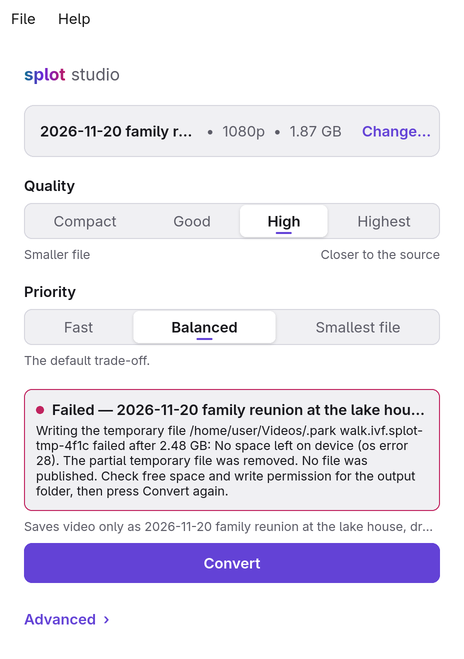 File Help
splot studio
2026-11-20 family r... • 1080p • 1.87 GB Change...
Quality
Compact Good High Highest
Smaller file Closer to the source
Priority
Fast Balanced Smallest file
The default trade-off.
Failed — 2026-11-20 family reunion at the lake hou...
Writing the temporary file /home/user/Videos/.park walk.ivf.splot-
tmp-4f1c failed after 2.48 GB: No space left on device (os error
28). The partial temporary file was removed. No file was
published. Check free space and write permission for the output
folder, then press Convert again.
Saves video only as 2026-11-20 family reunion at the lake house, dr...
Convert
Advanced ›